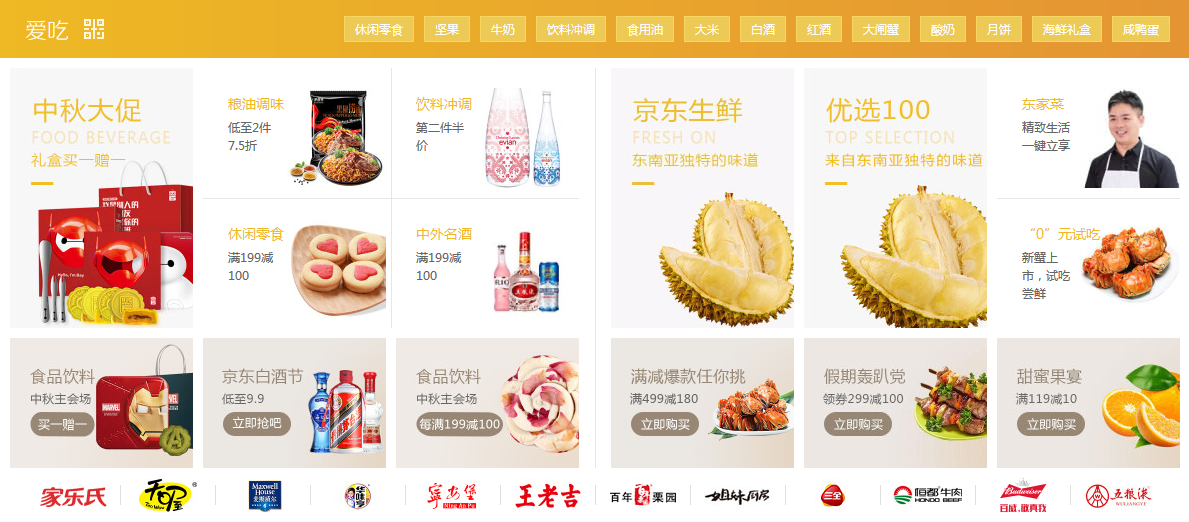 爱吃
休闲零食 坚果 牛奶 饮料冲调 食用油 大米 白酒 红酒 大闸蟹 酸奶 月饼 海鲜礼盒 咸鸭蛋
中秋大促
FOOD BEVERAGE
礼盒买一赠一
粮油调味
低至2件
7.5折
饮料冲调
第二件半
价
evian
休闲零食
满199减
100
中外名酒
满199减
100
京东生鲜
FRESH ON
东南亚独特的味道
优选100
TOP SELECTION
来自东南亚独特的味道
东家菜
精致生活
一键立享
“0”元试吃
新蟹上
市，试吃
尝鲜
食品饮料
中秋主会场
买一赠一
MARVEL
京东白酒节
低至9.9
立即抢吧
食品饮料
中秋主会场
每满199减100
满减爆款任你挑
满499减180
立即购买
假期轰趴党
领券299减100
立即购买
甜蜜果宴
满119减10
立即购买
家乐氏
Maxwell
House
宁安堡
Ning An Pu
王老吉
百年栗园
姐妹厨房
三全
恒都牛肉
HONDO BEEF
Budweiser
百威，敬真我
五粮液
WULIANGYE